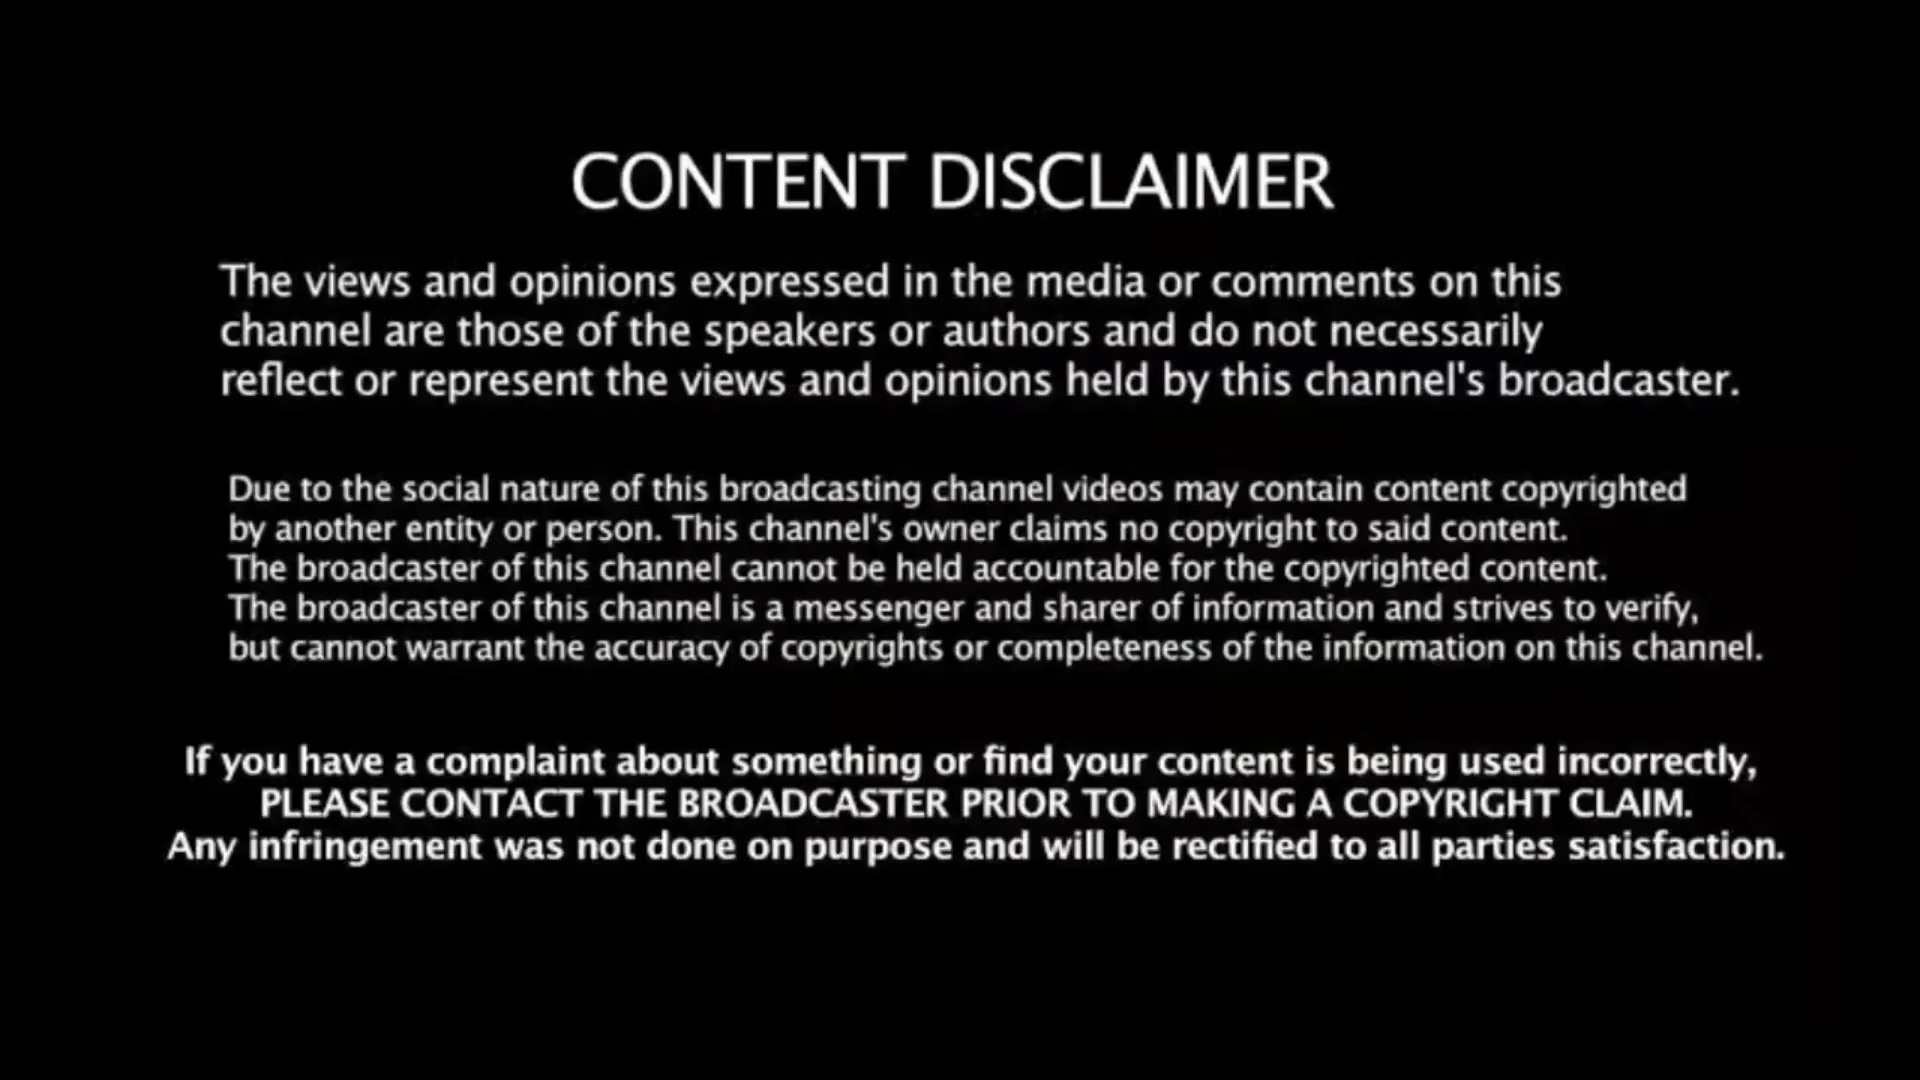 CONTENT DISCLAIMER
The views and opinions expressed in the media or comments on this
channel are those of the speakers or authors and do not necessarily
reflect or represent the views and opinions held by this channel's broadcaster.
Due to the social nature of this broadcasting channel videos may contain content copyrighted
by another entity or person. This channel's owner claims no copyright to said content.
The broadcaster of this channel cannot be held accountable for the copyrighted content.
The broadcaster of this channel is a messenger and sharer of information and strives to verify,
but cannot warrant the accuracy of copyrights or completeness of the information on this channel.
If you have a complaint about something or find your content is being used incorrectly,
PLEASE CONTACT THE BROADCASTER PRIOR TO MAKING A COPYRIGHT CLAIM.
Any infringement was not done on purpose and will be rectified to all parties satisfaction.